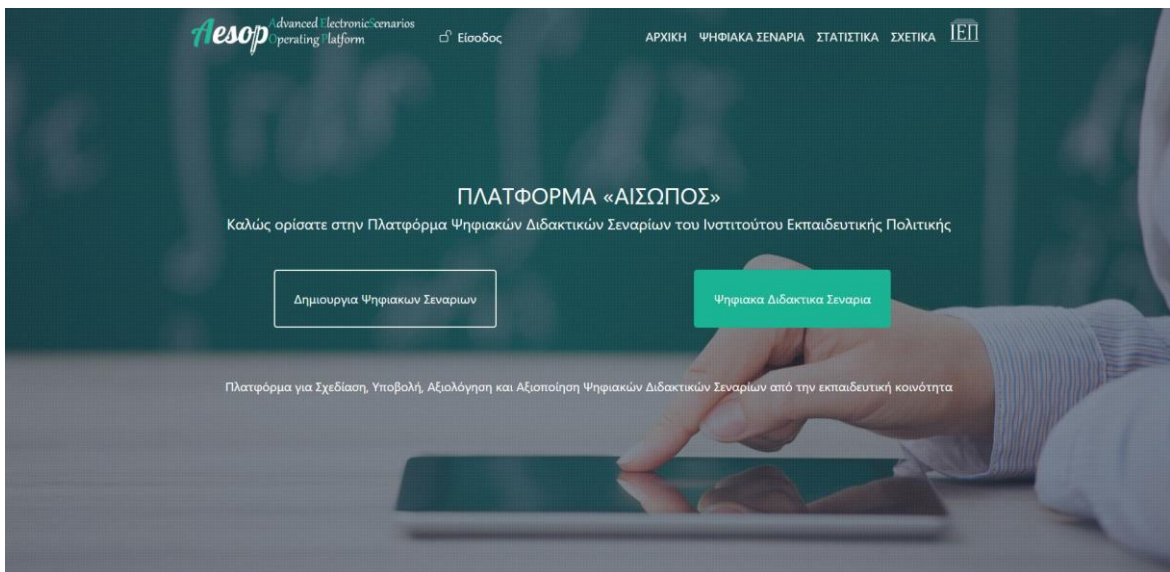 Aesop Advanced Electronic Scenarios
Operating Platform
Είσοδος
ΑΡΧΙΚΗ ΨΗΦΙΑΚΑ ΣΕΝΑΡΙΑ ΣΤΑΤΙΣΤΙΚΑ ΣΧΕΤΙΚΑ ΙΕΠ
ΠΛΑΤΦΟΡΜΑ «ΑΙΣΩΠΟΣ»
Καλώς ορίσατε στην Πλατφόρμα Ψηφιακών Διδακτικών Σεναρίων του Ινστιτούτου Εκπαιδευτικής Πολιτικής
Δημιουργια Ψηφιακων Σεναριων
Ψηφιακα Διδακτικα Σεναρια
Πλατφόρμα για Σχεδίαση, Υποβολή, Αξιολόγηση και Αξιοποίηση Ψηφιακών Διδακτικών Σεναρίων από την εκπαιδευτική κοινότητα